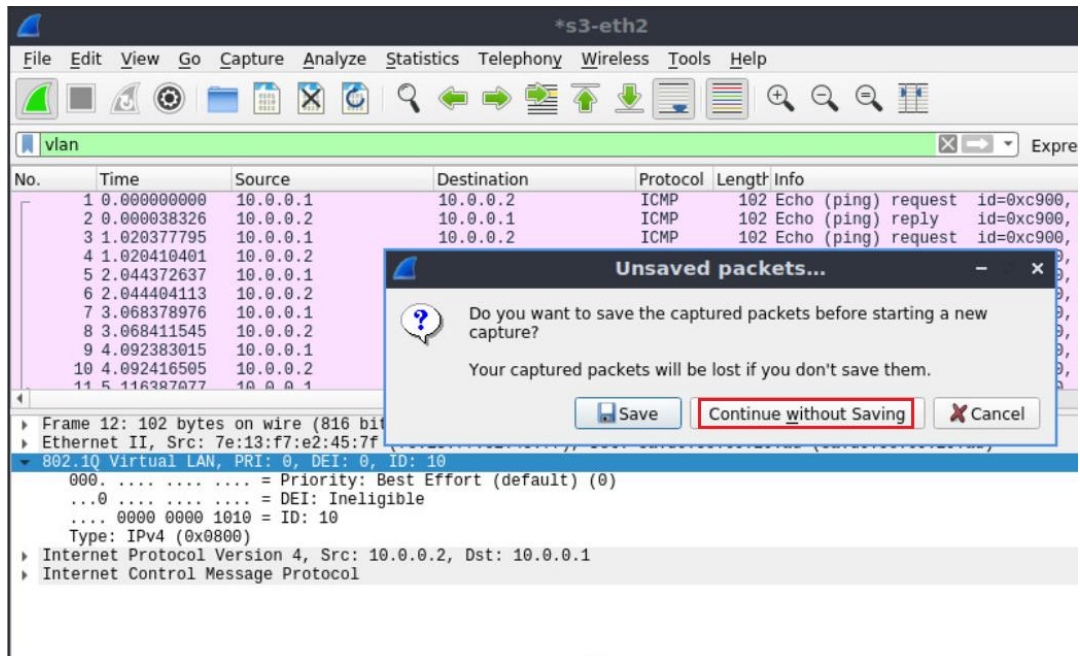 *s3-eth2
File Edit View Go Capture Analyze Statistics Telephony Wireless Tools Help
vlan Expre
No. Time Source Destination Protocol Length Info
1 0.000000000 10.0.0.1 10.0.0.2 ICMP 102 Echo (ping) request id=0xc900,
2 0.000038326 10.0.0.2 10.0.0.1 ICMP 102 Echo (ping) reply id=0xc900,
3 1.020377795 10.0.0.1 10.0.0.2 ICMP 102 Echo (ping) request id=0xc900,
4 1.020410401 10.0.0.2
5 2.044372637 10.0.0.1
6 2.044404113 10.0.0.2
7 3.068378976 10.0.0.1
8 3.068411545 10.0.0.2
9 4.092383015 10.0.0.1
10 4.092416505 10.0.0.2
11 5.116387077 10.0.0.1
Unsaved packets...
Do you want to save the captured packets before starting a new
capture?
Your captured packets will be lost if you don't save them.
Save Continue without Saving Cancel
Frame 12: 102 bytes on wire (816 bit
Ethernet II, Src: 7e:13:f7:e2:45:7f
802.1Q Virtual LAN, PRI: 0, DEI: 0, ID: 10
000. .... .... .... = Priority: Best Effort (default) (0)
...0 .... .... .... = DEI: Ineligible
.... 0000 0000 1010 = ID: 10
Type: IPv4 (0x0800)
Internet Protocol Version 4, Src: 10.0.0.2, Dst: 10.0.0.1
Internet Control Message Protocol